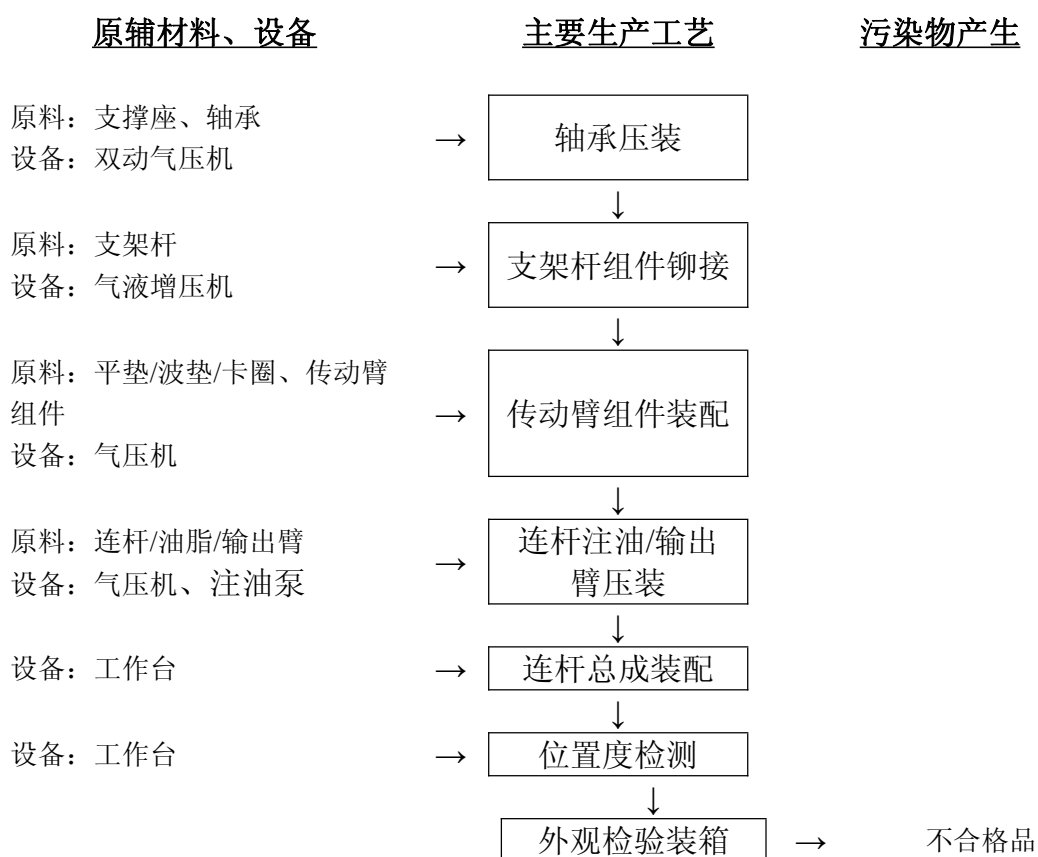 原辅材料、设备 主要生产工艺 污染物产生
原料：支撑座、轴承
设备：双动气压机
→ 轴承压装
↓
原料：支架杆
设备：气液增压机
→ 支架杆组件铆接
↓
原料：平垫/波垫/卡圈、传动臂
组件
设备：气压机
→ 传动臂组件装配
↓
原料：连杆/油脂/输出臂
设备：气压机、注油泵
→ 连杆注油/输出
臂压装
↓
设备：工作台 → 连杆总成装配
↓
设备：工作台 → 位置度检测
↓
外观检验装箱 → 不合格品